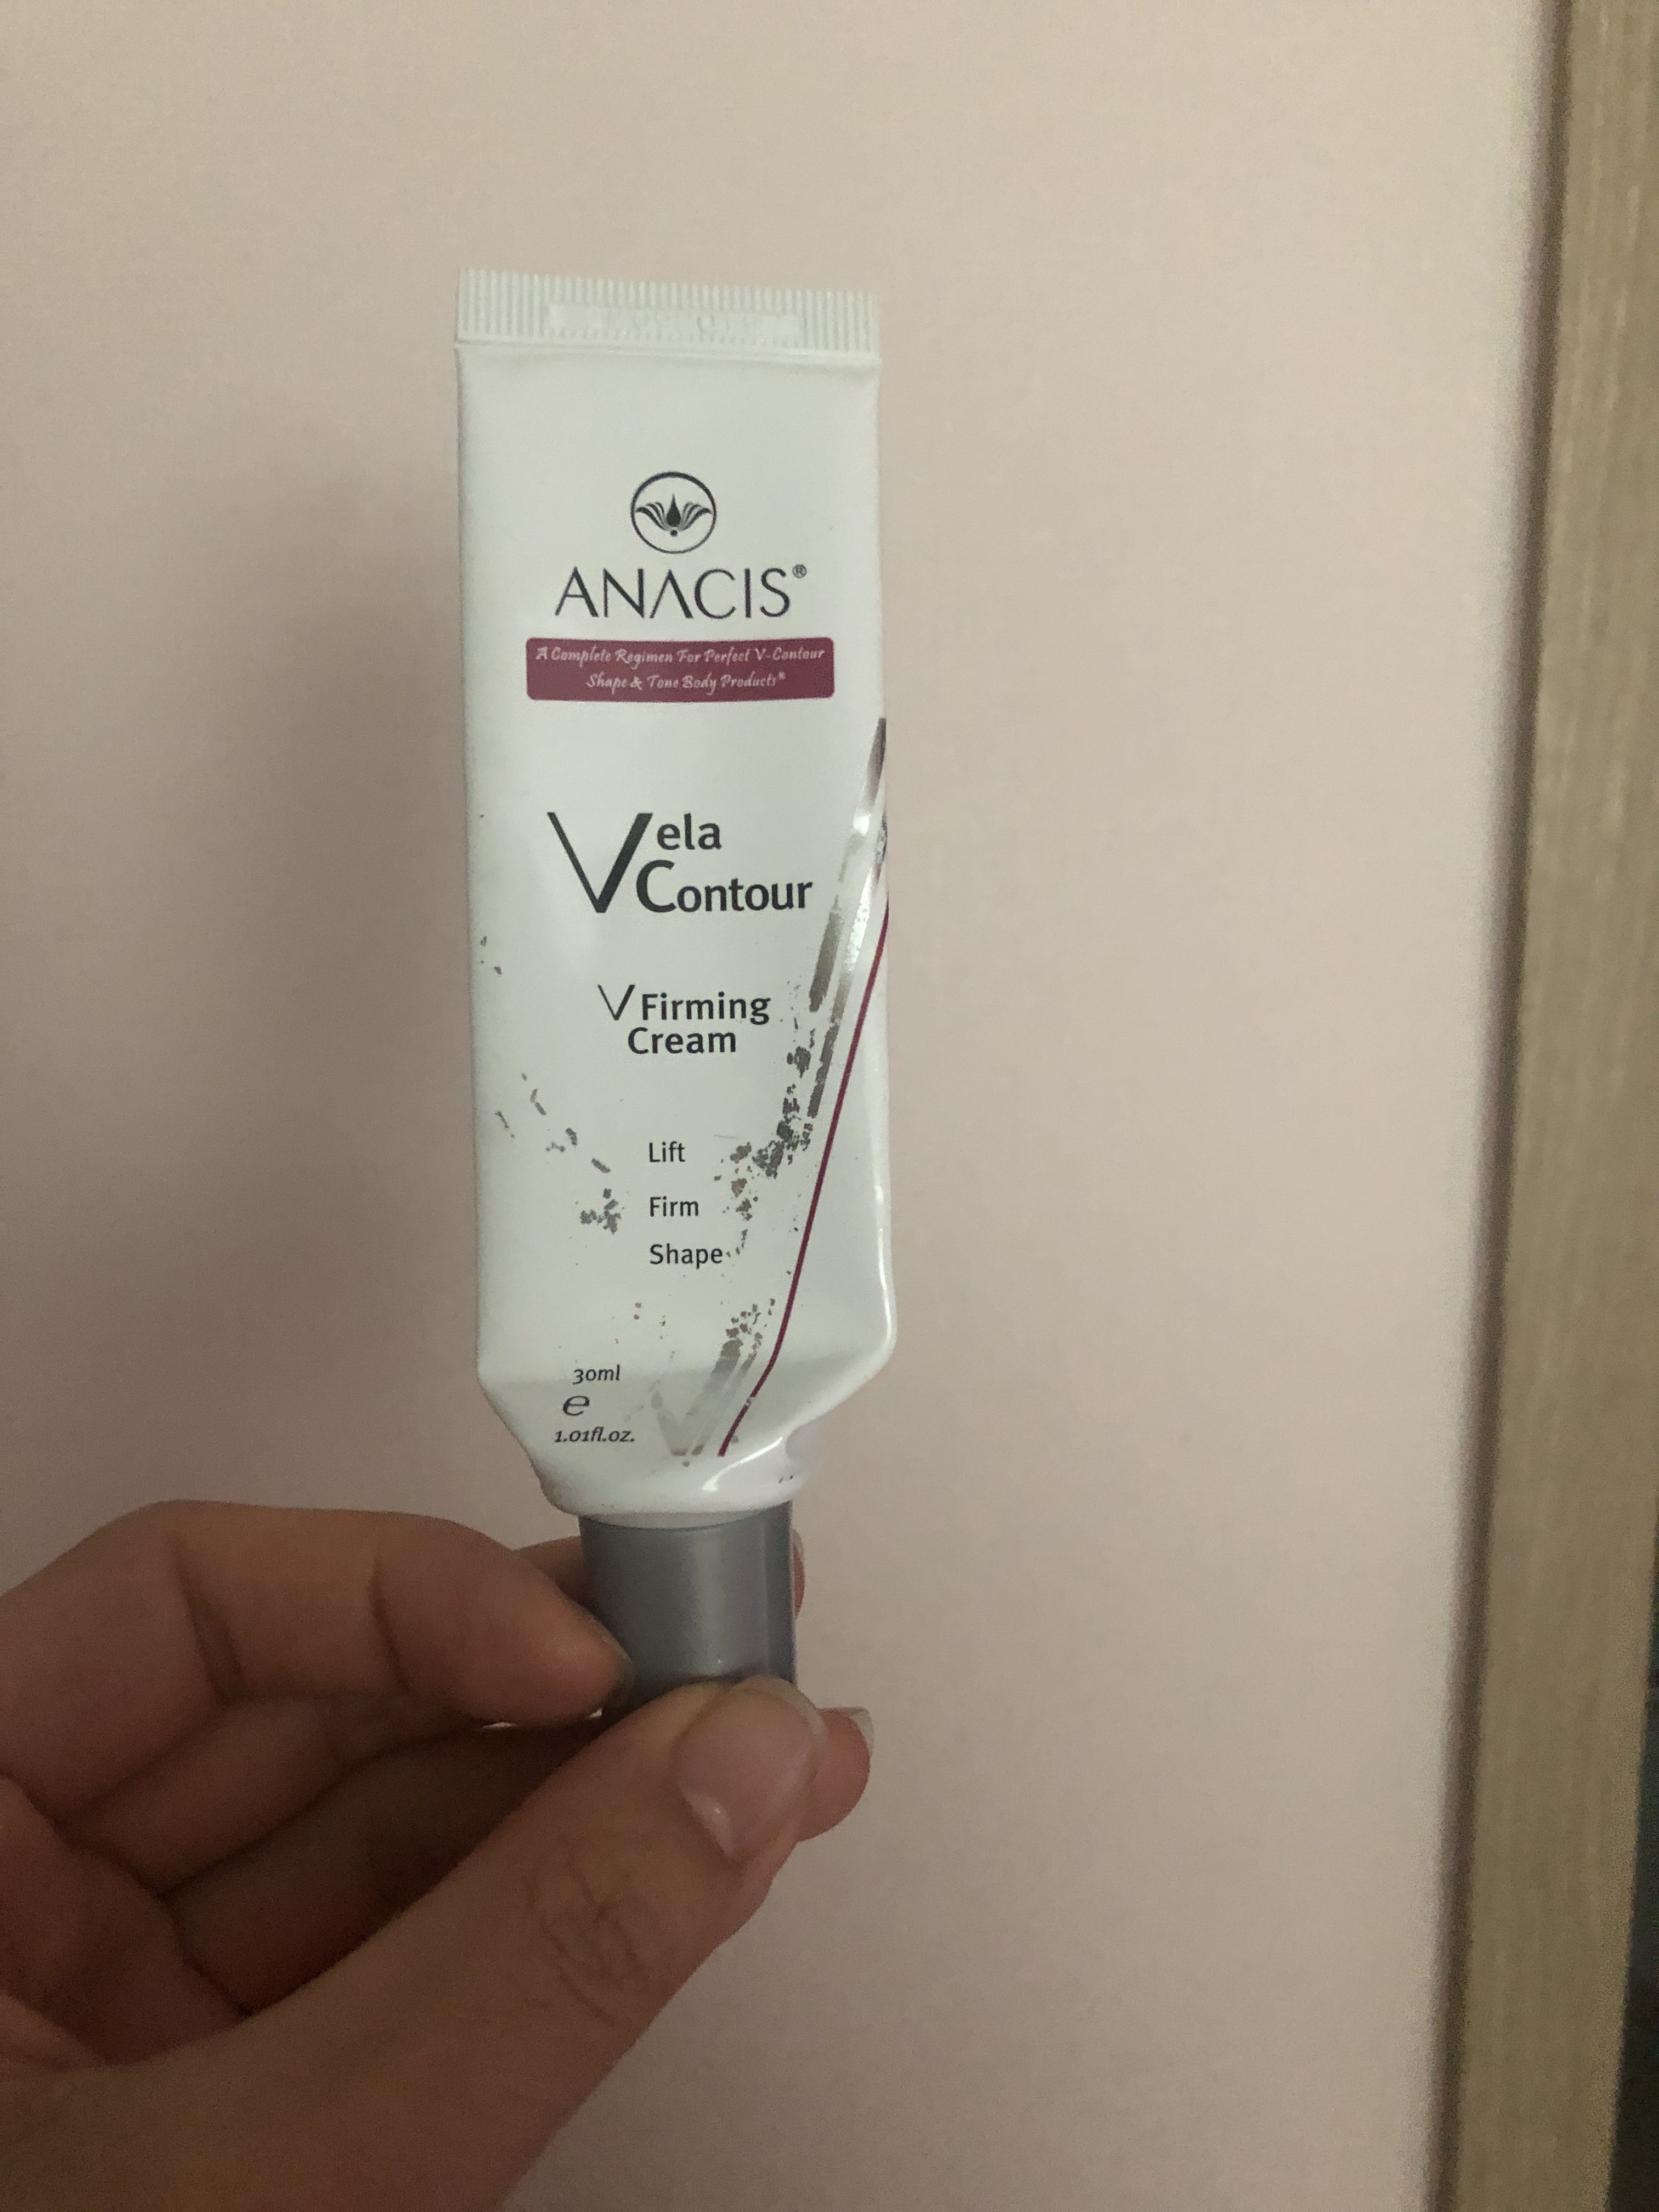 ANACIS®
A Complete Regimen For Perfect V-Contour
Shape & Tone Body Products®
Vela
Contour
V Firming
Cream
Lift
Firm
Shape
30ml
e
1.01fl.oz.